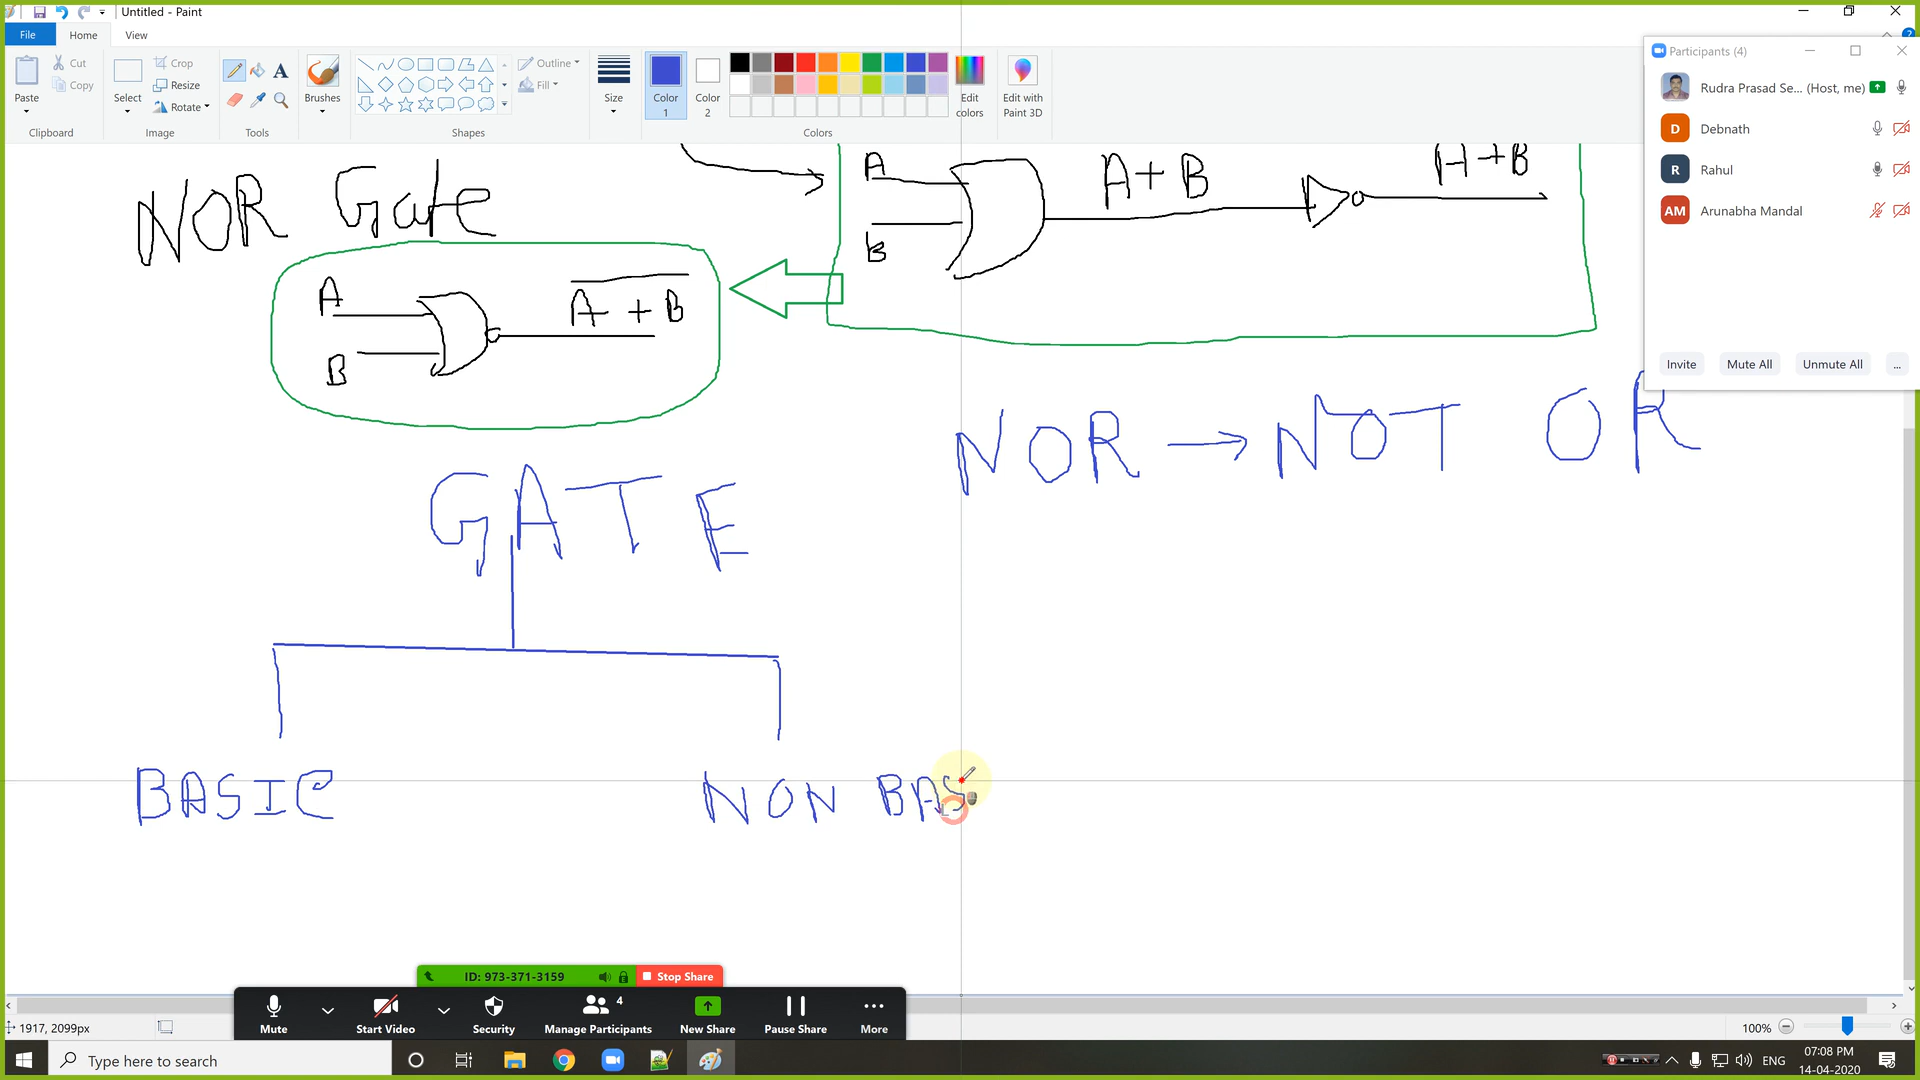 Untitled - Paint
File Home View
Paste Cut Copy Clipboard
Select Crop Resize Rotate Image
A Tools
Brushes
Outline Fill Shapes
Size
Color 1 Color 2 Edit colors Colors
Edit with Paint 3D
Participants (4)
Rudra Prasad Se... (Host, me)
D Debnath
R Rahul
AM Arunabha Mandal
Invite Mute All Unmute All ...
NOR Gate
A B A + B
A B A + B A + B
NOR → NOT OR
GATE
BASIC NON BAS
ID: 973-371-3159 Stop Share
Mute Start Video Security Manage Participants 4 New Share Pause Share More
1917, 2099px 100%
Type here to search
ENG 07:08 PM
14-04-2020